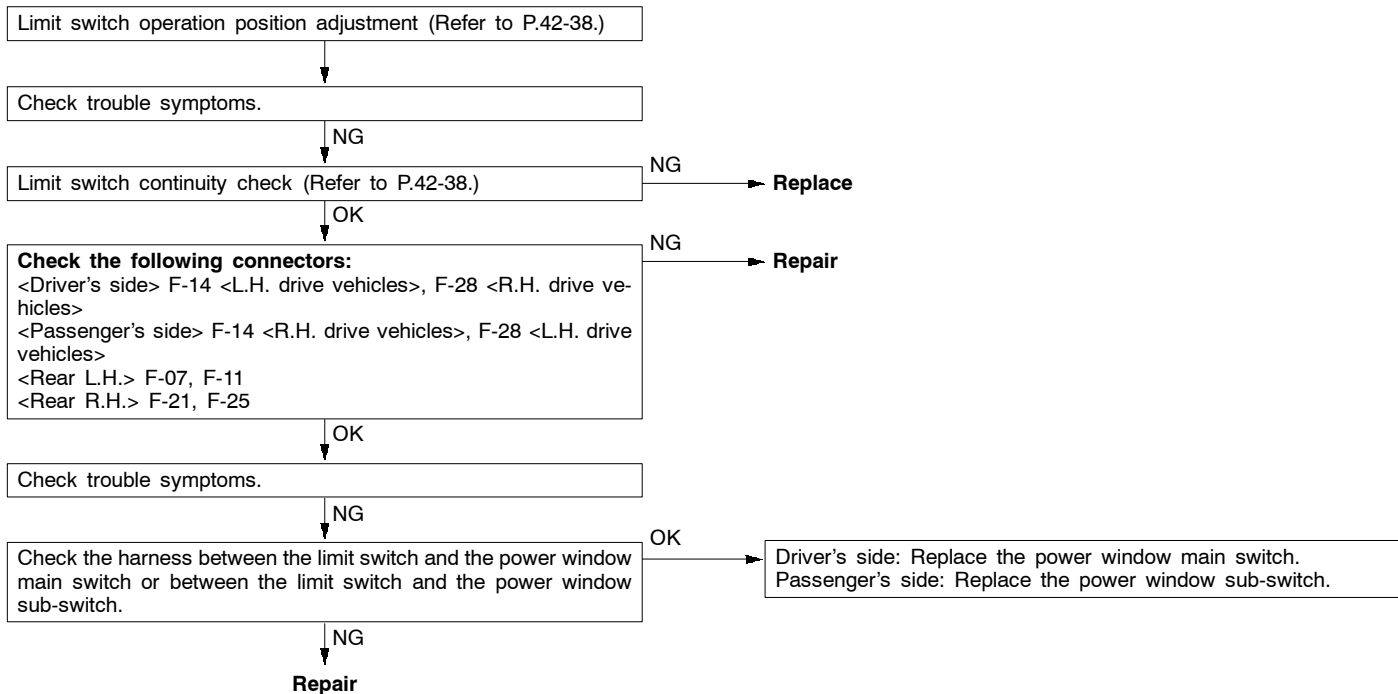 Limit switch operation position adjustment (Refer to P.42-38.)
Check trouble symptoms.
NG
NG
Limit switch continuity check (Refer to P.42-38.)
Replace
OK
NG
Check the following connectors:
Repair
<Driver's side> F-14 <L.H. drive vehicles>, F-28 <R.H. drive ve-
hicles>
<Passenger's side> F-14 <R.H. drive vehicles>, F-28 <L.H. drive
vehicles>
<Rear L.H.> F-07, F-11
<Rear R.H.> F-21, F-25
OK
Check trouble symptoms.
NG
OK
Check the harness between the limit switch and the power window
main switch or between the limit switch and the power window
sub-switch.
Driver's side: Replace the power window main switch.
Passenger's side: Replace the power window sub-switch.
NG
Repair